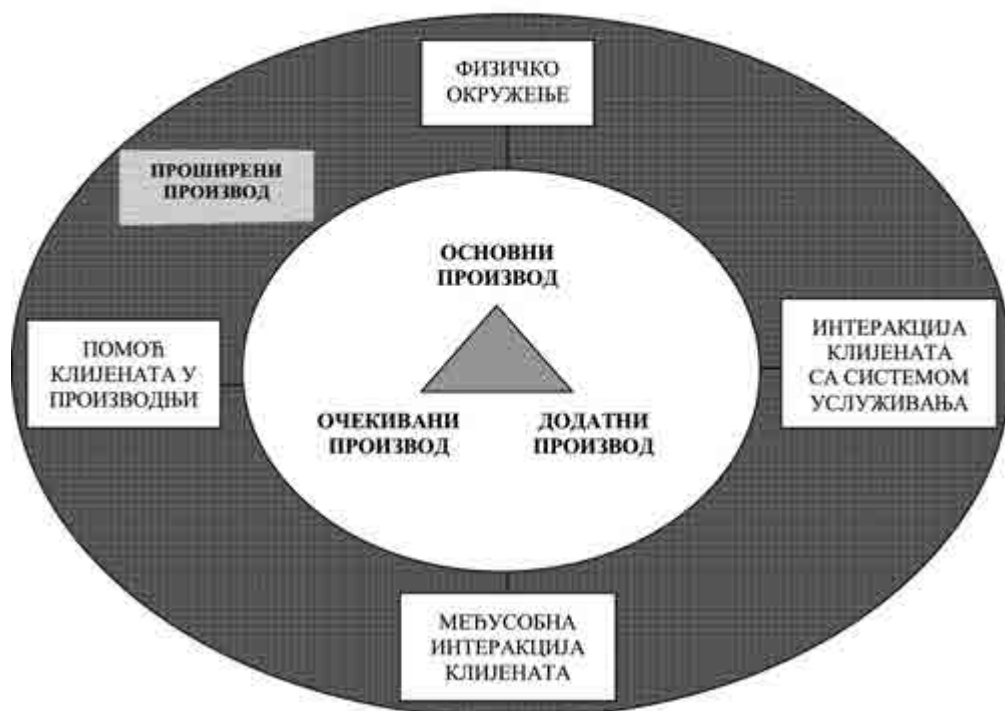 ФИЗИЧКО
ОКРУЖЕЊЕ
ПРОШИРЕНИ
ПРОИЗВОД
ОСНОВНИ
ПРОИЗВОД
ПОМОЋ
КЛИЈЕНАТА У
ПРОИЗВОДЊИ
ИНТЕРАКЦИЈА
КЛИЈЕНАТА
СА СИСТЕМОМ
УСЛУЖИВАЊА
ОЧЕКИВАНИ
ПРОИЗВОД
ДОДАТНИ
ПРОИЗВОД
МЕЂУСОБНА
ИНТЕРАКЦИЈА
КЛИЈЕНАТА